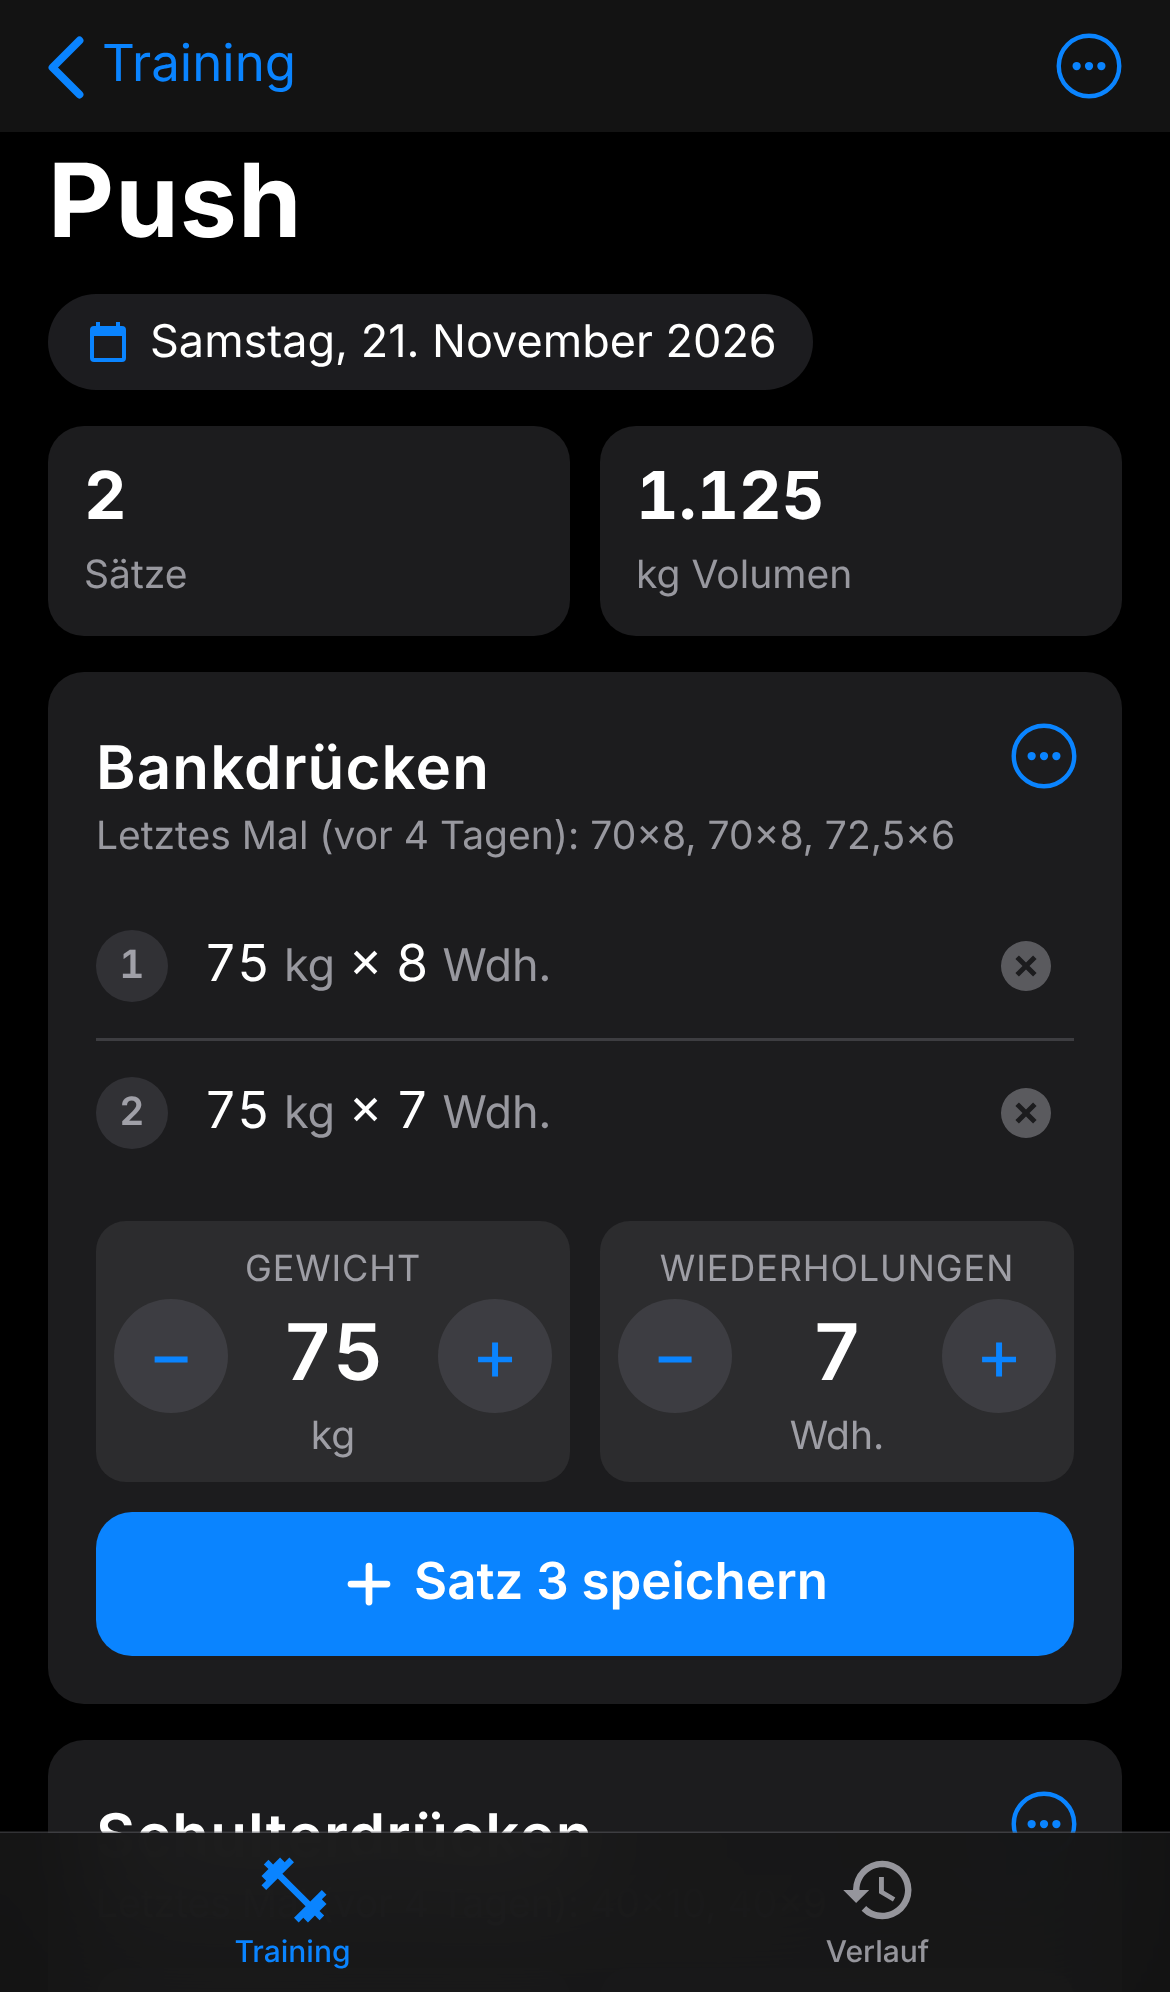 Training
Push
Samstag, 21. November 2026
2
Sätze
1.125
kg Volumen
Bankdrücken
Letztes Mal (vor 4 Tagen): 70×8, 70×8, 72,5×6
1 75 kg × 8 Wdh.
2 75 kg × 7 Wdh.
GEWICHT
− 75 +
kg
WIEDERHOLUNGEN
− 7 +
Wdh.
+ Satz 3 speichern
Schulterdrücken
Training
Verlauf